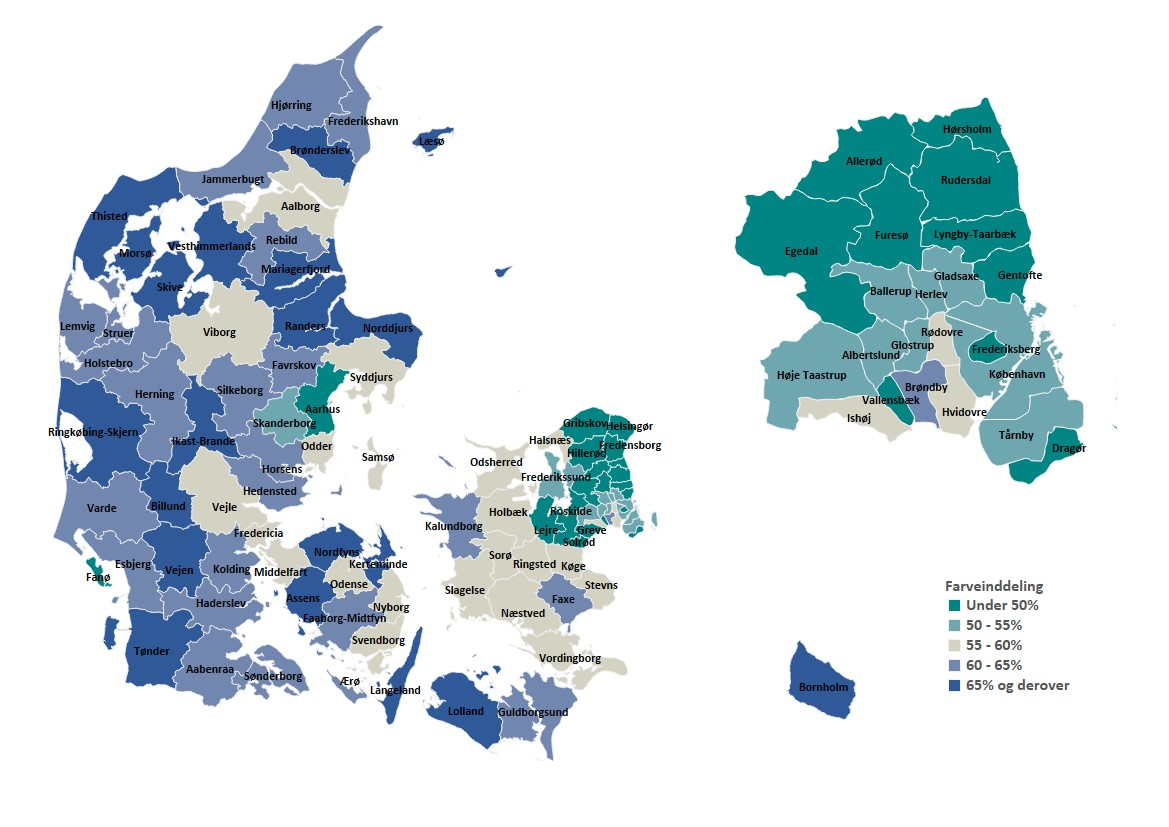 Hjørring
Frederikshavn
Læsø
Brønderslev
Jammerbugt
Aalborg
Thisted
Rebild
Vesthimmerlands
Morsø
Mariagerfjord
Skive
Lemvig
Struer
Viborg
Randers
Norddjurs
Holstebro
Favrskov
Syddjurs
Herning
Silkeborg
Aarhus
Skanderborg
Ringkøbing-Skjern
Ikast-Brande
Odder
Samsø
Horsens
Hedensted
Varde
Billund
Vejle
Fredericia
Esbjerg
Fanø
Vejen
Kolding
Middelfart
Nordfyns
Kerteminde
Odense
Haderslev
Assens
Nyborg
Faaborg-Midtfyn
Svendborg
Tønder
Aabenraa
Sønderborg
Ærø
Langeland
Gribskov
Helsingør
Halsnæs
Fredensborg
Hillerød
Odsherred
Frederikssund
Holbæk
Roskilde
Kalundborg
Lejre
Greve
Solrød
Sorø
Ringsted
Køge
Slagelse
Stevns
Faxe
Næstved
Vordingborg
Lolland
Guldborgsund
Hørsholm
Allerød
Rudersdal
Furesø
Lyngby-Taarbæk
Egedal
Gladsaxe
Gentofte
Ballerup
Herlev
Rødovre
Glostrup
Frederiksberg
Albertslund
Høje Taastrup
København
Brøndby
Vallensbæk
Ishøj
Hvidovre
Tårnby
Dragør
Farveinddeling
Under 50%
50 - 55%
55 - 60%
60 - 65%
65% og derover
Bornholm